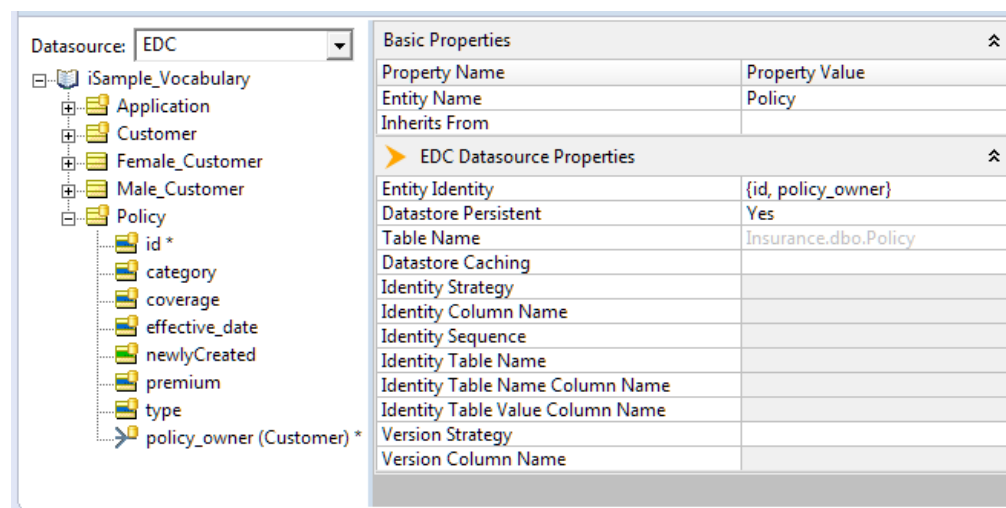 Datasource: EDC
iSample_Vocabulary
Application
Customer
Female_Customer
Male_Customer
Policy
id *
category
coverage
effective_date
newlyCreated
premium
type
policy_owner (Customer) *
Basic Properties
Property Name Property Value
Entity Name Policy
Inherits From
EDC Datasource Properties
Entity Identity {id, policy_owner}
Datastore Persistent Yes
Table Name Insurance.dbo.Policy
Datastore Caching
Identity Strategy
Identity Column Name
Identity Sequence
Identity Table Name
Identity Table Name Column Name
Identity Table Value Column Name
Version Strategy
Version Column Name